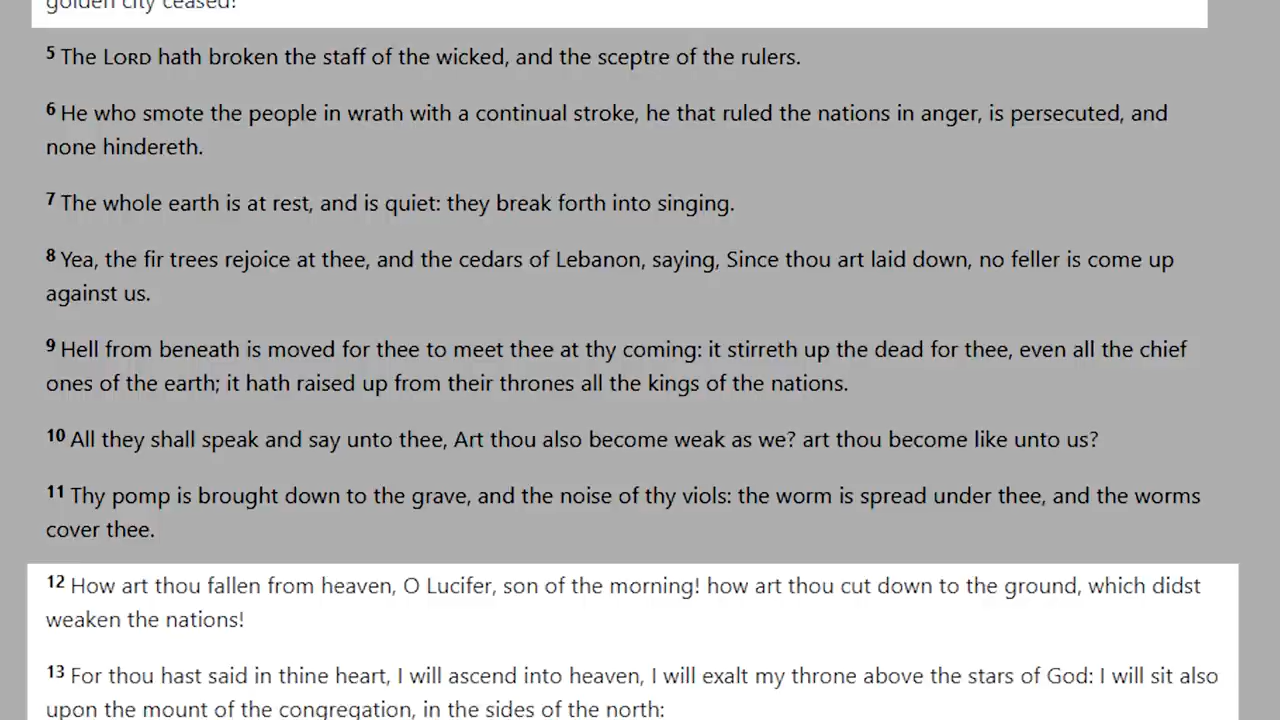 golden city ceased!
5 The LORD hath broken the staff of the wicked, and the sceptre of the rulers.
6 He who smote the people in wrath with a continual stroke, he that ruled the nations in anger, is persecuted, and
none hindereth.
7 The whole earth is at rest, and is quiet: they break forth into singing.
8 Yea, the fir trees rejoice at thee, and the cedars of Lebanon, saying, Since thou art laid down, no feller is come up
against us.
9 Hell from beneath is moved for thee to meet thee at thy coming: it stirreth up the dead for thee, even all the chief
ones of the earth; it hath raised up from their thrones all the kings of the nations.
10 All they shall speak and say unto thee, Art thou also become weak as we? art thou become like unto us?
11 Thy pomp is brought down to the grave, and the noise of thy viols: the worm is spread under thee, and the worms
cover thee.
12 How art thou fallen from heaven, O Lucifer, son of the morning! how art thou cut down to the ground, which didst
weaken the nations!
13 For thou hast said in thine heart, I will ascend into heaven, I will exalt my throne above the stars of God: I will sit also
upon the mount of the congregation, in the sides of the north: